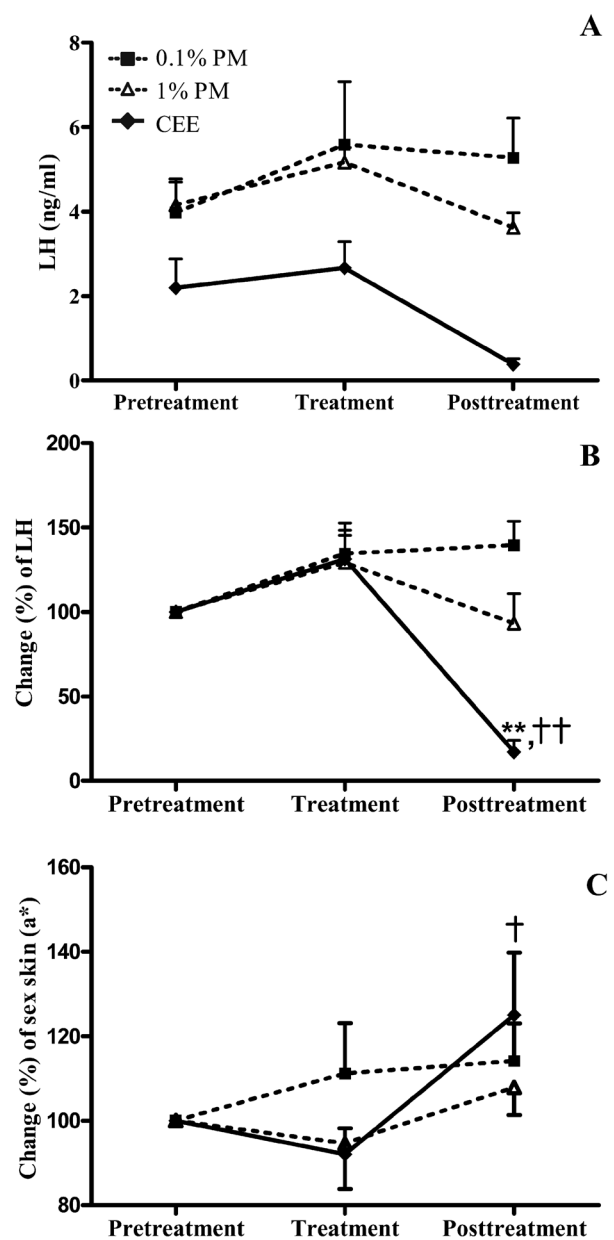 A
8
0.1% PM
1% PM
CEE
6
4
2
0
LH (ng/ml)
Pretreatment Treatment Posttreatment
B
200
150
100
50
0
Change (%) of LH
**,††
Pretreatment Treatment Posttreatment
C
160
140
120
100
80
Change (%) of sex skin (a*)
†
Pretreatment Treatment Posttreatment